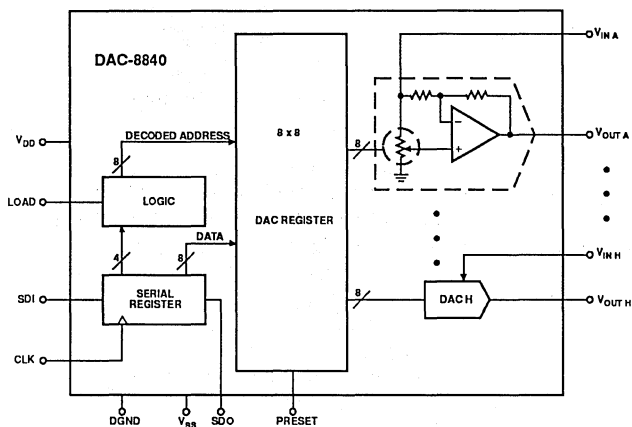 DAC-8840
V_IN A
V_DD
DECODED ADDRESS
8 x 8
8
8
V_OUT A
LOAD
LOGIC
DAC REGISTER
DATA
V_IN H
4
8
SDI
SERIAL REGISTER
8
DAC H
V_OUT H
CLK
DGND
V_SS
SDO
PRESET
-
+